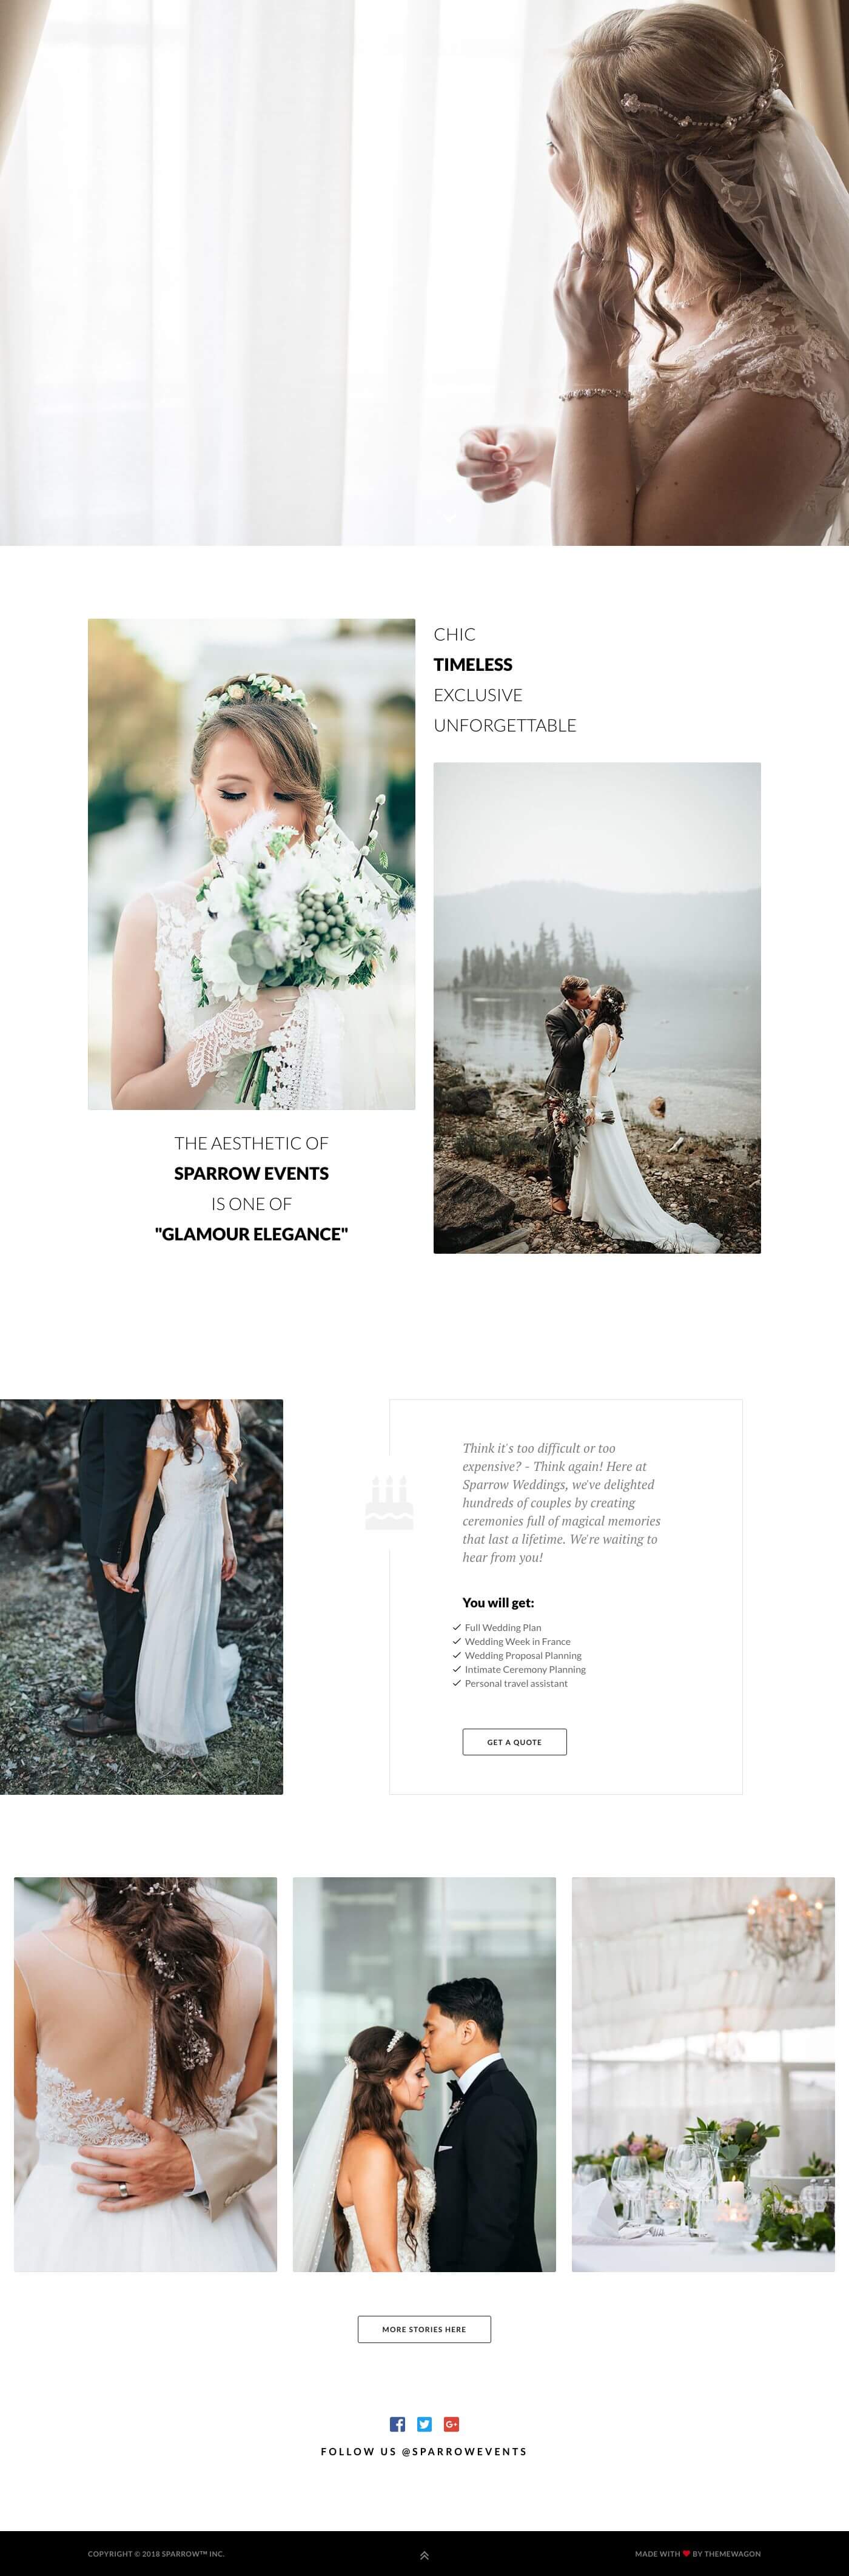 CHIC
TIMELESS
EXCLUSIVE
UNFORGETTABLE
THE AESTHETIC OF
SPARROW EVENTS
IS ONE OF
"GLAMOUR ELEGANCE"
Think it's too difficult or too
expensive? - Think again! Here at
Sparrow Weddings, we've delighted
hundreds of couples by creating
ceremonies full of magical memories
that last a lifetime. We're waiting to
hear from you!
You will get:
Full Wedding Plan
Wedding Week in France
Wedding Proposal Planning
Intimate Ceremony Planning
Personal travel assistant
GET A QUOTE
MORE STORIES HERE
FOLLOW US @SPARROWEVENTS
COPYRIGHT © 2018 SPARROW™ INC.
MADE WITH ❤ BY THEMEWAGON